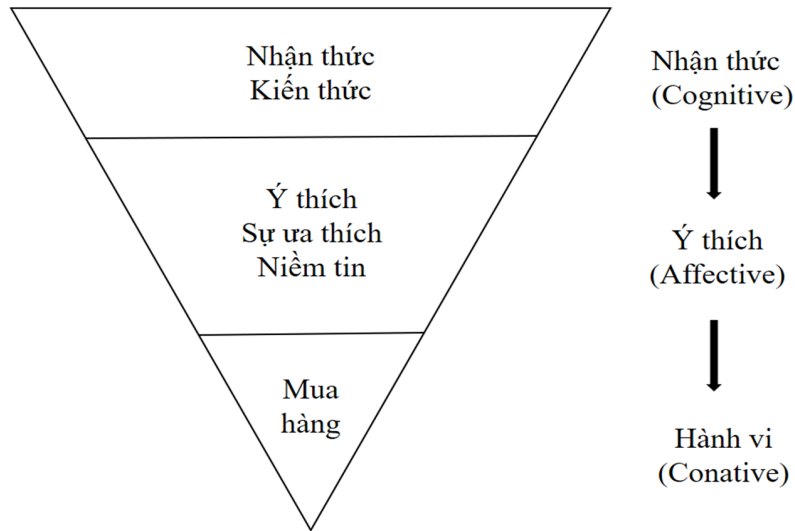 Nhận thức
Kiến thức
Ý thích
Sự ưa thích
Niềm tin
Mua
hàng
Nhận thức
(Cognitive)
Ý thích
(Affective)
Hành vi
(Conative)